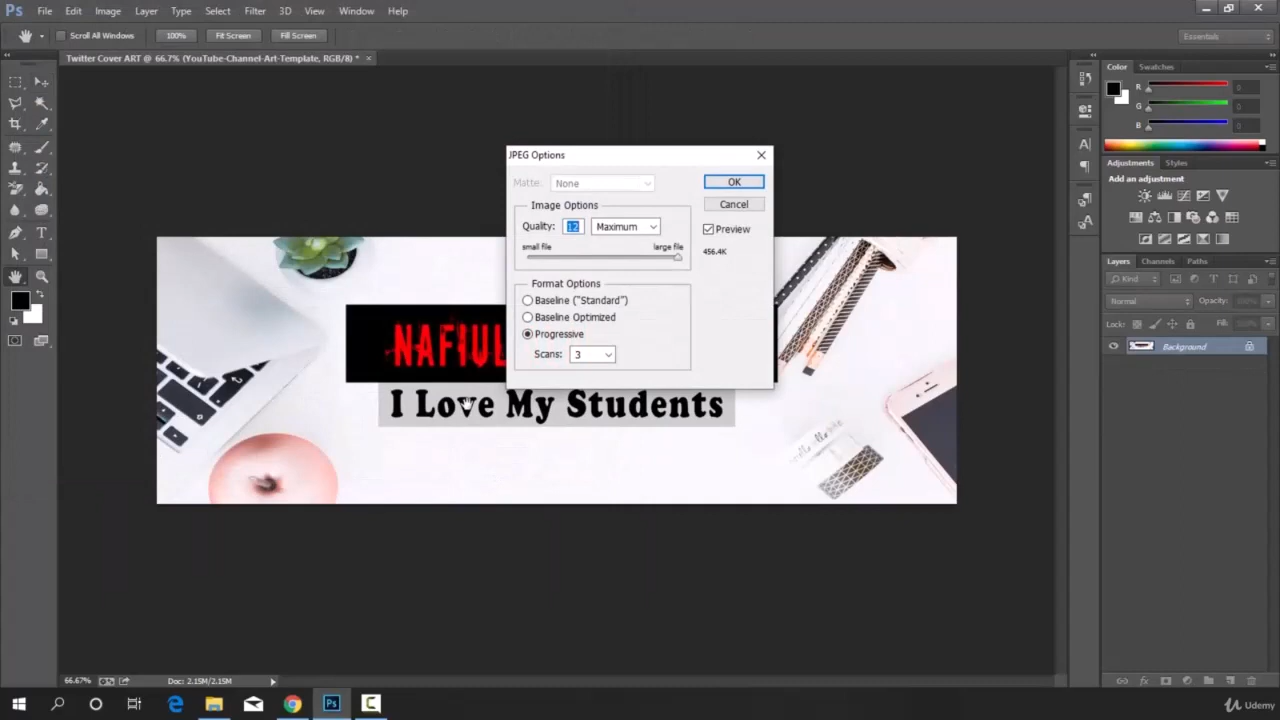 Ps File Edit Image Layer Type Select Filter 3D View Window Help
Scroll All Windows 100% Fit Screen Fill Screen Essentials
Twitter Cover ART @ 66.7% (YouTube-Channel-Art-Template, RGB/8) * ×
Color Swatches
R 0
G 0
B 0
Adjustments Styles
Add an adjustment
Layers Channels Paths
Kind
Normal Opacity:
Lock: Fill:
Background
JPEG Options
Matte: None
OK
Cancel
Preview
456.4K
Image Options
Quality: 12 Maximum
small file large file
Format Options
Baseline ("Standard")
Baseline Optimized
Progressive
Scans: 3
NAFIUL
I Love My Students
66.67% Doc: 2.15M/2.15M
Ps
Udemy